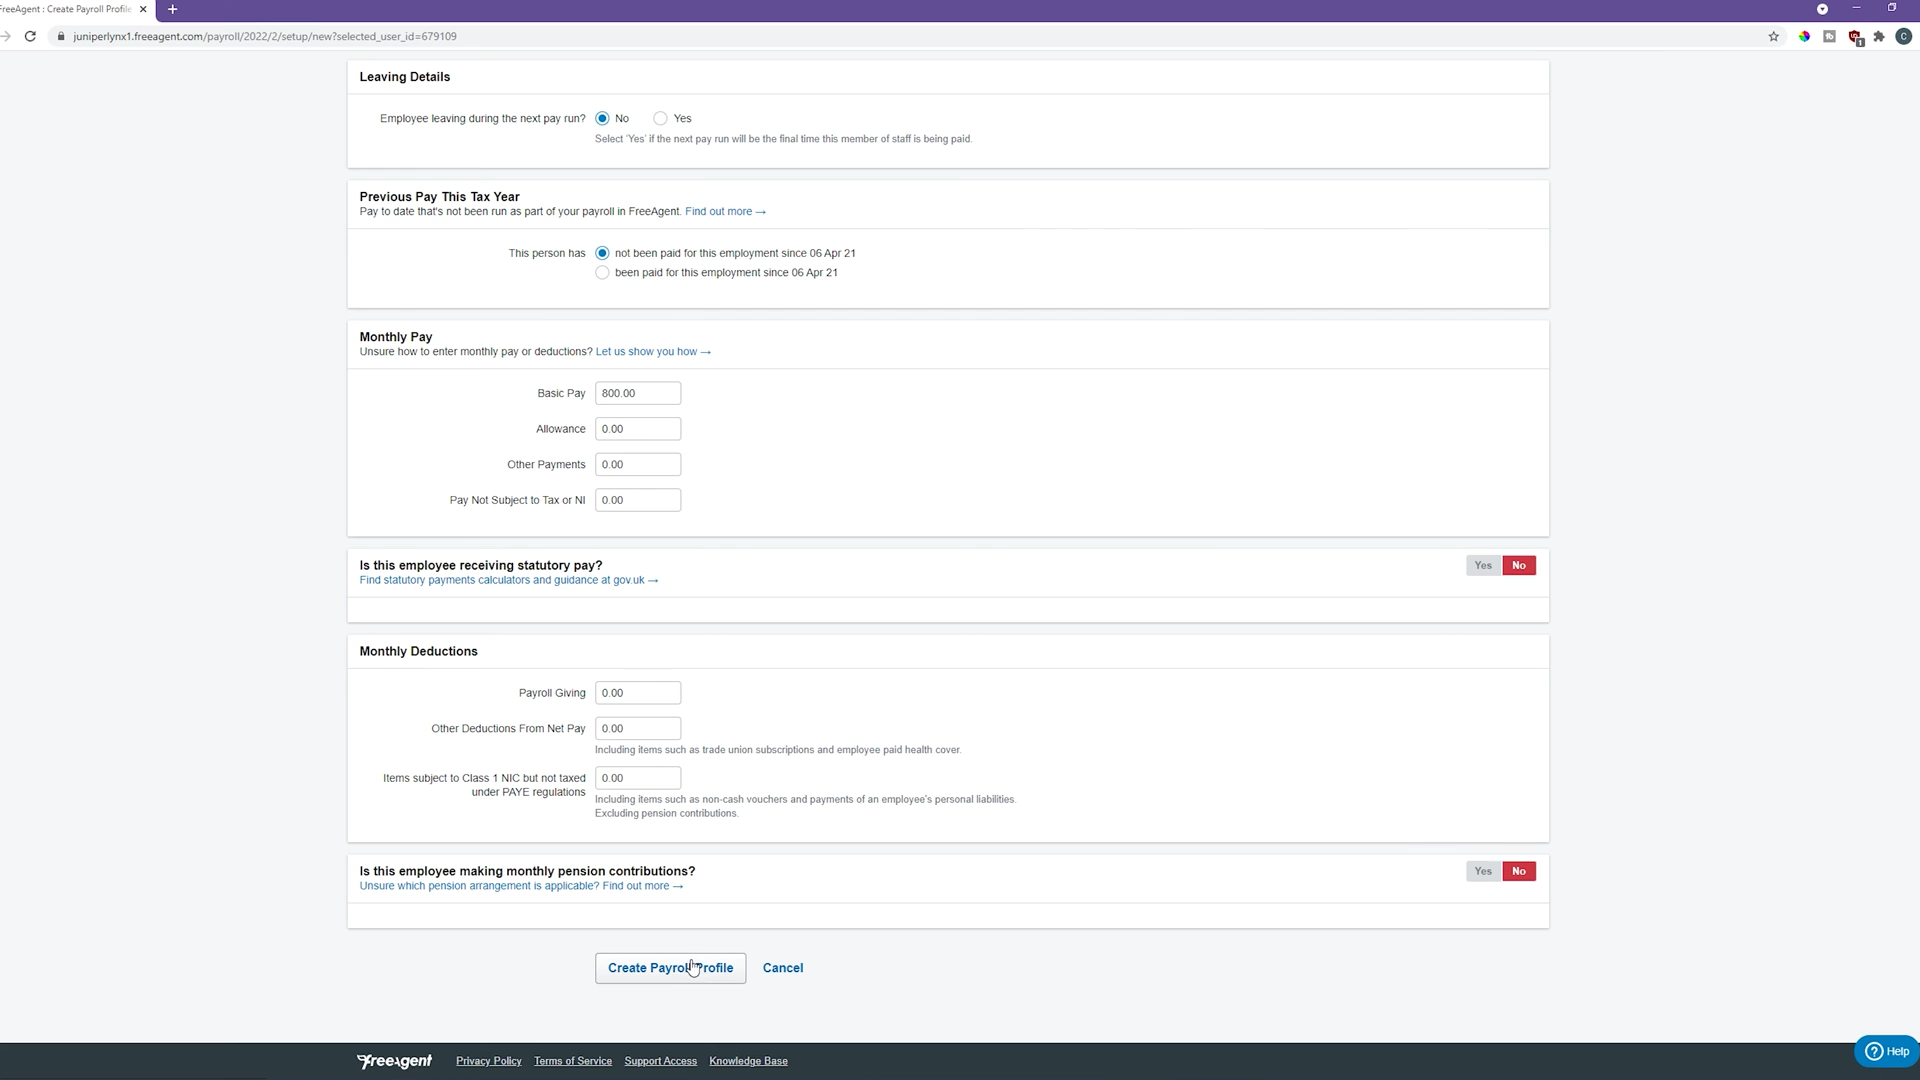 FreeAgent : Create Payroll Profile
juniperlynx1.freeagent.com/payroll/2022/2/setup/new?selected_user_id=679109
1
C
Leaving Details
Employee leaving during the next pay run? No Yes
Select 'Yes' if the next pay run will be the final time this member of staff is being paid.
Previous Pay This Tax Year
Pay to date that's not been run as part of your payroll in FreeAgent. Find out more →
This person has not been paid for this employment since 06 Apr 21
been paid for this employment since 06 Apr 21
Monthly Pay
Unsure how to enter monthly pay or deductions? Let us show you how →
Basic Pay 800.00
Allowance 0.00
Other Payments 0.00
Pay Not Subject to Tax or NI 0.00
Is this employee receiving statutory pay? Yes No
Find statutory payments calculators and guidance at gov.uk →
Monthly Deductions
Payroll Giving 0.00
Other Deductions From Net Pay 0.00
Including items such as trade union subscriptions and employee paid health cover.
Items subject to Class 1 NIC but not taxed 0.00
under PAYE regulations
Including items such as non-cash vouchers and payments of an employee's personal liabilities.
Excluding pension contributions.
Is this employee making monthly pension contributions? Yes No
Unsure which pension arrangement is applicable? Find out more →
Create Payroll Profile Cancel
FreeAgent Privacy Policy Terms of Service Support Access Knowledge Base
Help